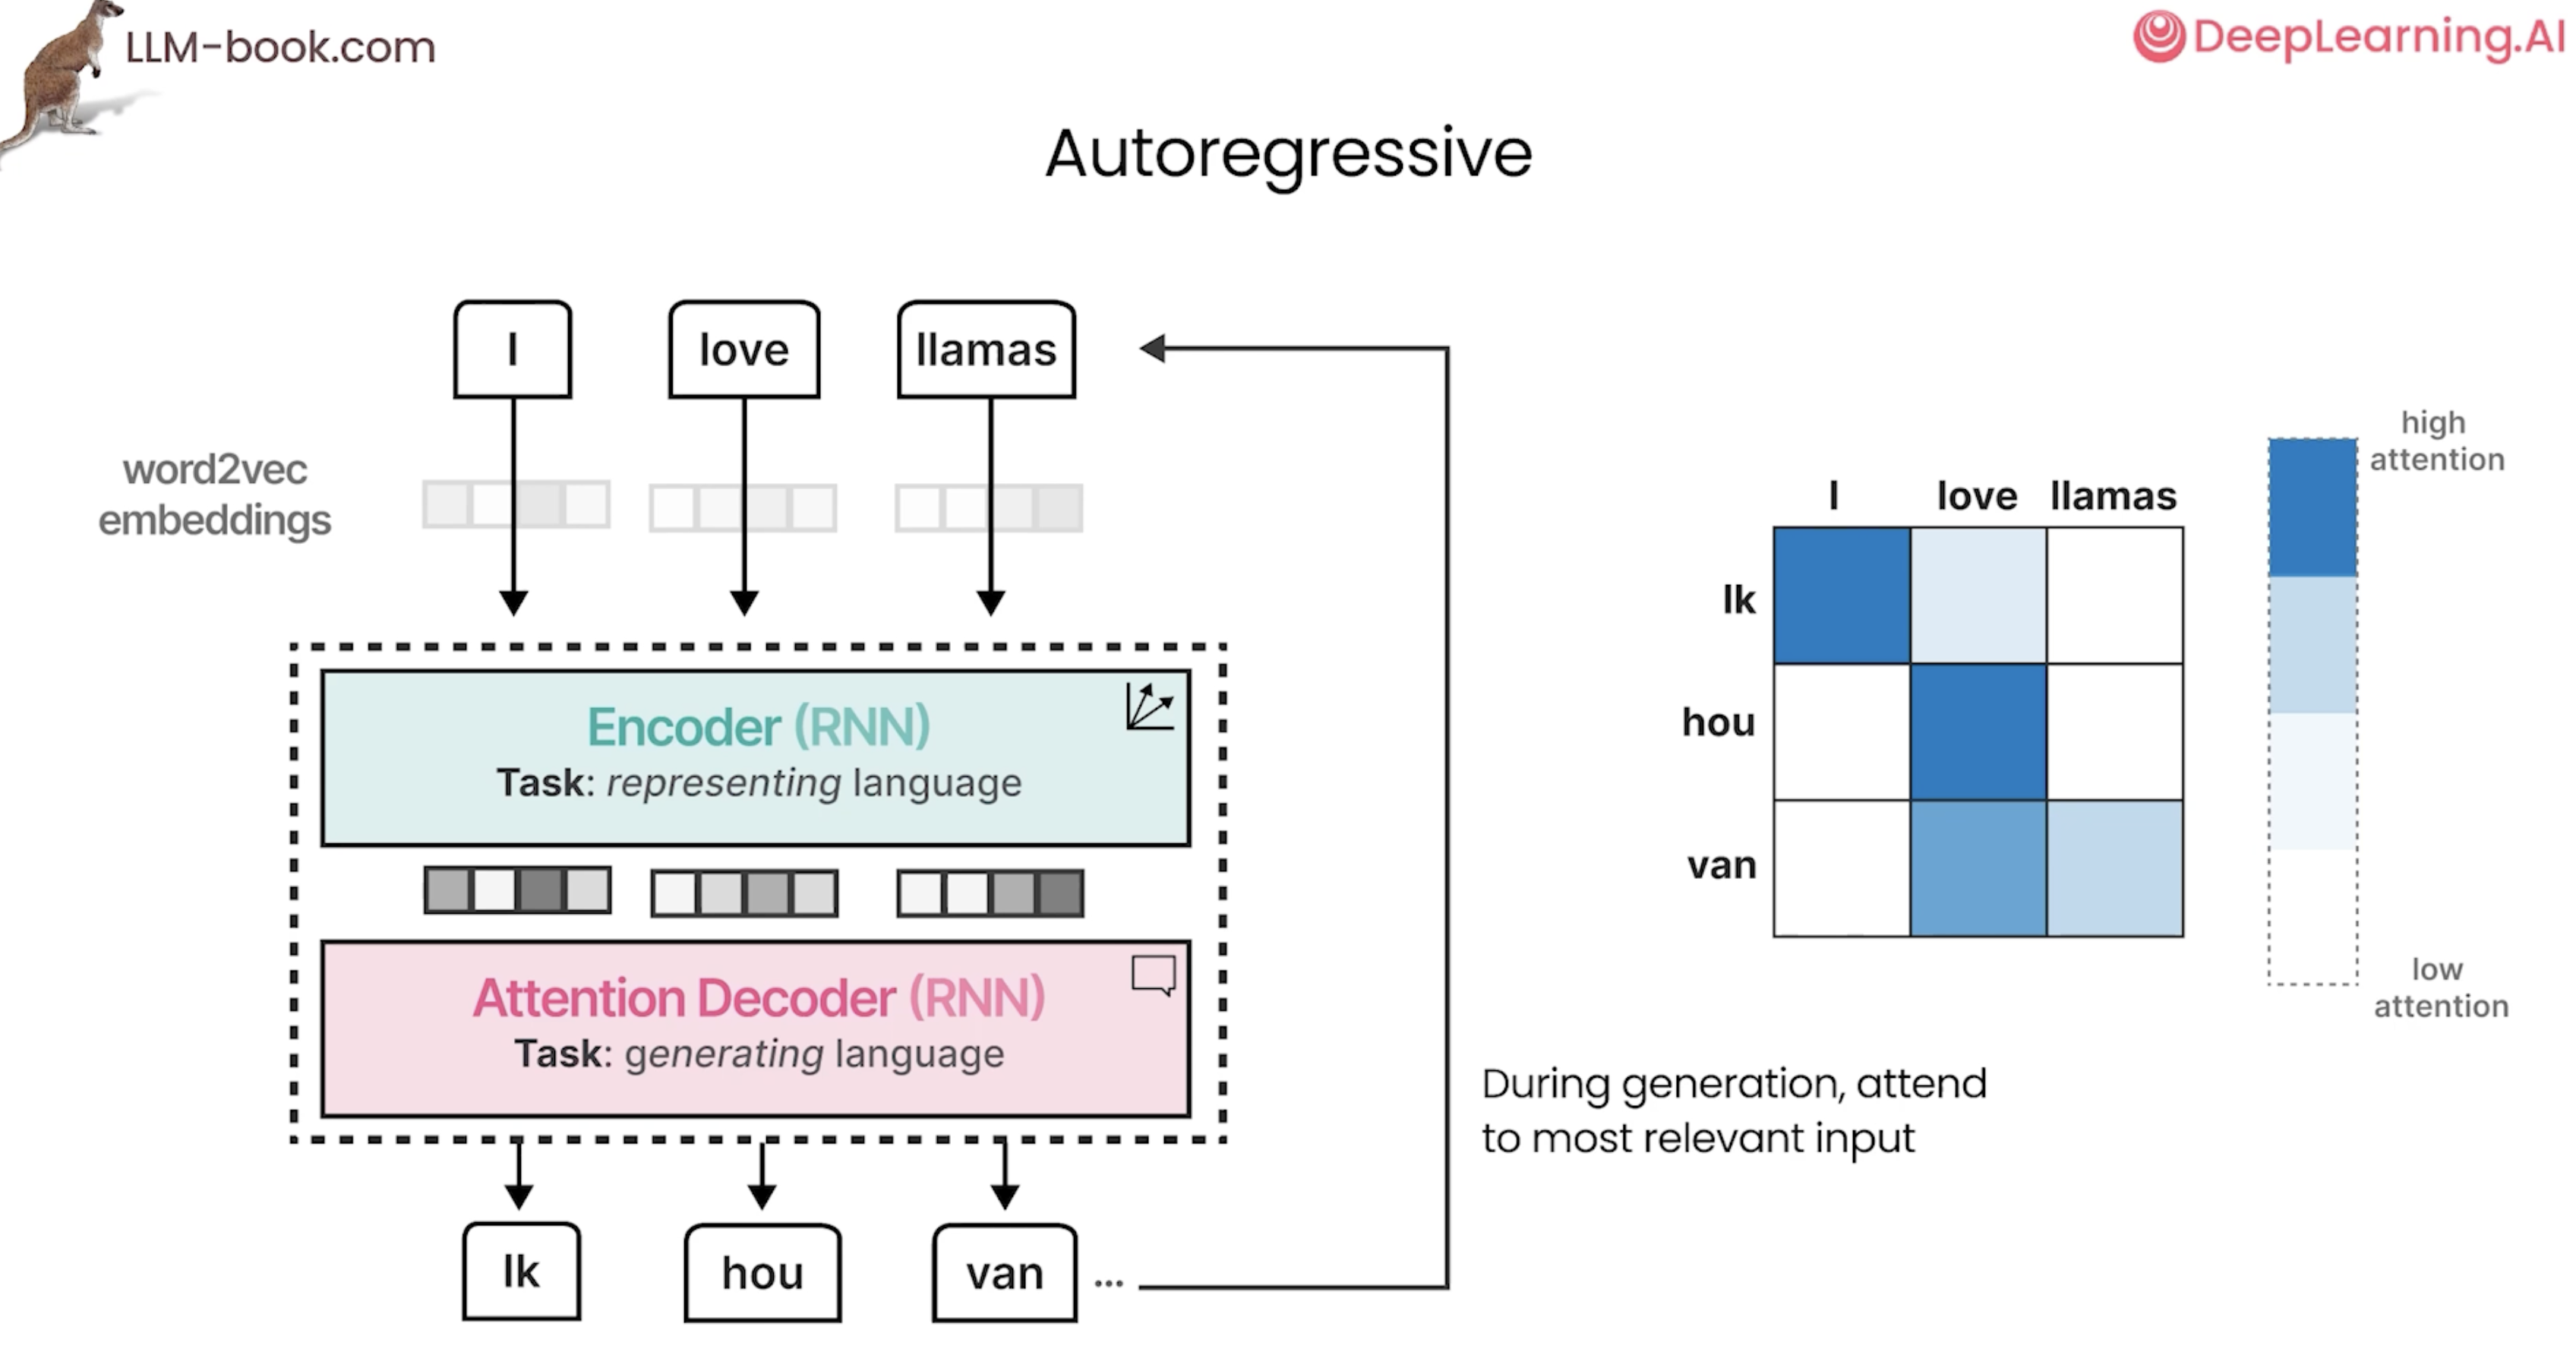 LLM-book.com
DeepLearning.AI
Autoregressive
I
love
llamas
word2vec
embeddings
Encoder (RNN)
Task: representing language
Attention Decoder (RNN)
Task: generating language
Ik
hou
van
...
I
love
llamas
Ik
hou
van
high
attention
low
attention
During generation, attend
to most relevant input